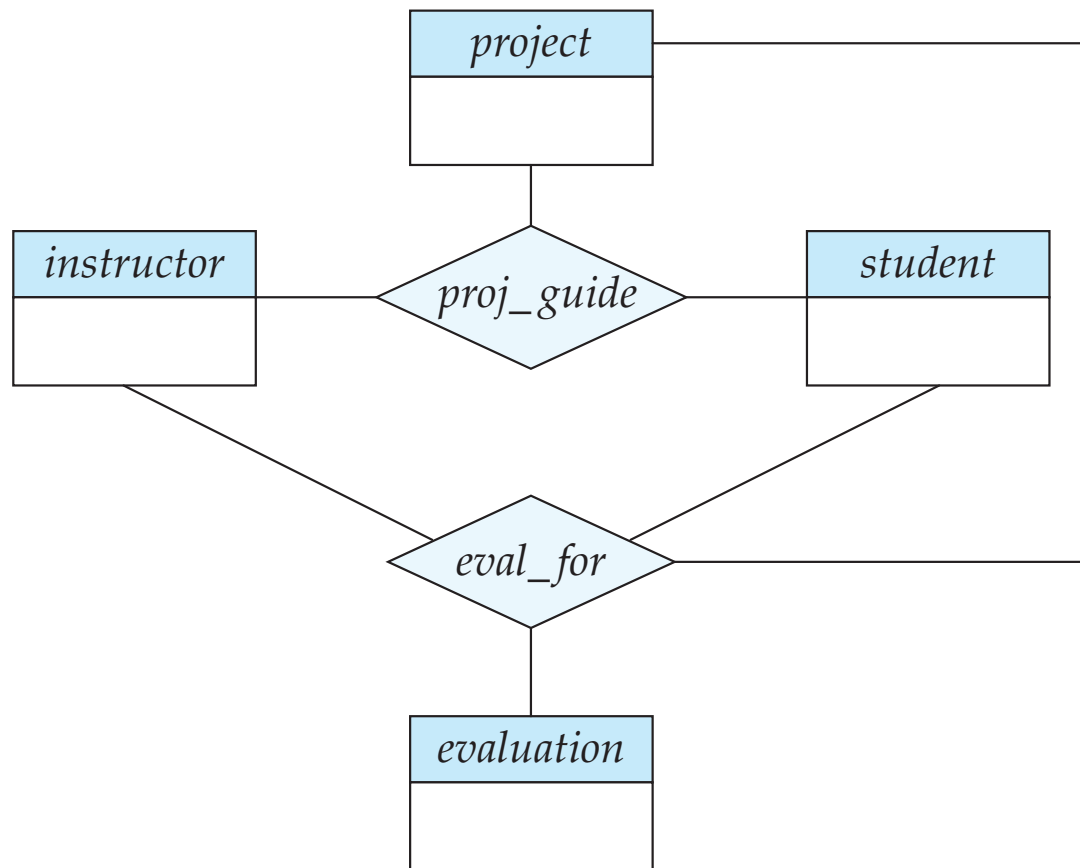 project
instructor
proj_guide
student
eval_for
evaluation